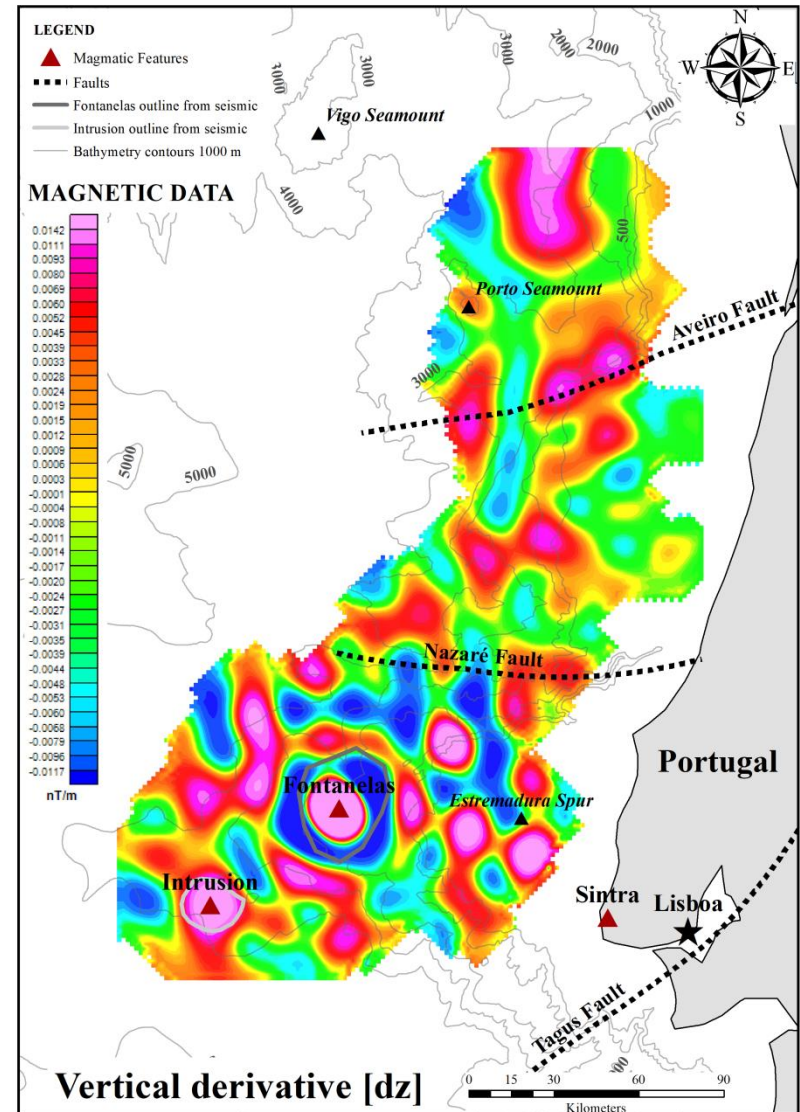 LEGEND
Magmatic Features
Faults
Fontanelas outline from seismic
Intrusion outline from seismic
Bathymetry contours 1000 m
N
W E
S
3000
3000
3000
2000
2000
1000
Vigo Seamount
4000
MAGNETIC DATA
0.0142
0.0111
0.0093
0.0080
0.0069
0.0060
0.0052
0.0045
0.0039
0.0034
0.0028
0.0024
0.0019
0.0015
0.0012
0.0009
0.0006
0.0003
-0.0001
-0.0004
-0.0008
-0.0011
-0.0014
-0.0017
-0.0020
-0.0024
-0.0027
-0.0031
-0.0035
-0.0039
-0.0044
-0.0048
-0.0053
-0.0060
-0.0068
-0.0079
-0.0096
-0.0117
nT/m
500
Porto Seamount
Aveiro Fault
3000
5000
5000
Nazaré Fault
Portugal
Fontanelas
Estremadura Spur
Intrusion
Sintra
Lisboa
Tagus Fault
Vertical derivative [dz]
0 15 30 60 90
Kilometers